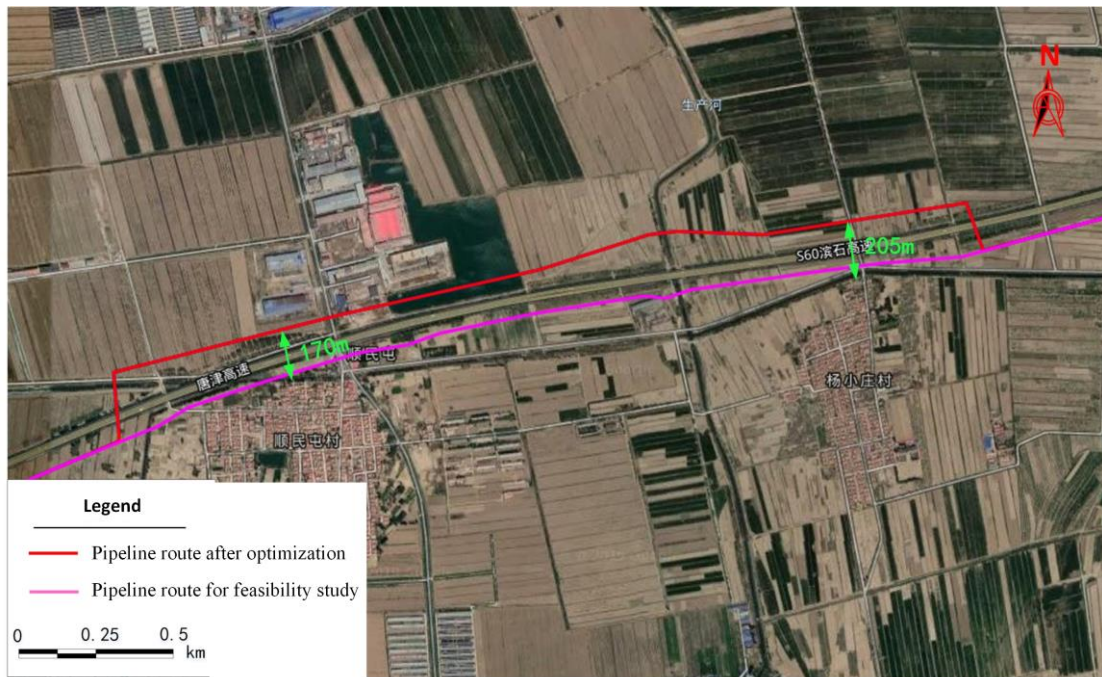 N
生产河
S60滨石高速
205m
170m
顺民屯
唐津高速
杨小庄村
顺民屯村
Legend
Pipeline route after optimization
Pipeline route for feasibility study
0 0.25 0.5
km